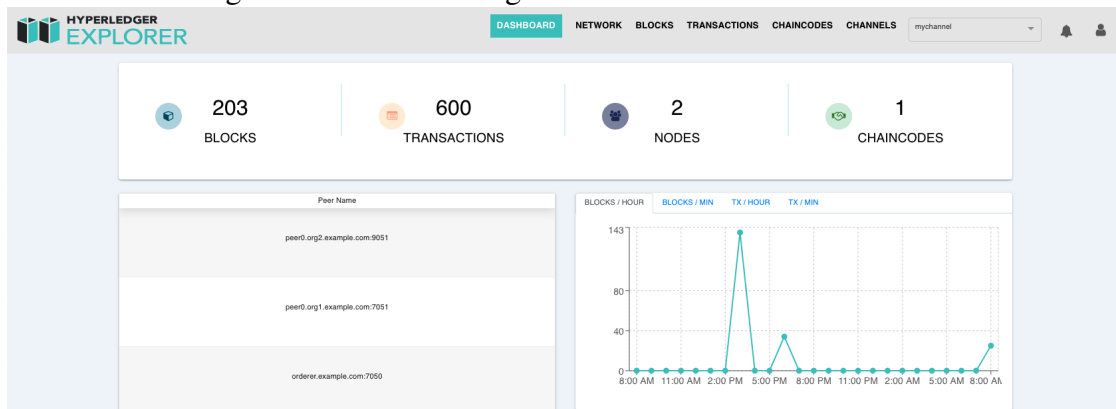 HYPERLEDGER
EXPLORER
DASHBOARD NETWORK BLOCKS TRANSACTIONS CHAINCODES CHANNELS mychannel
203 600 2 1
BLOCKS TRANSACTIONS NODES CHAINCODES
Peer Name
peer0.org2.example.com:9051
peer0.org1.example.com:7051
orderer.example.com:7050
BLOCKS / HOUR BLOCKS / MIN TX / HOUR TX / MIN
143
80
40
0
8:00 AM 11:00 AM 2:00 PM 5:00 PM 8:00 PM 11:00 PM 2:00 AM 5:00 AM 8:00 AM